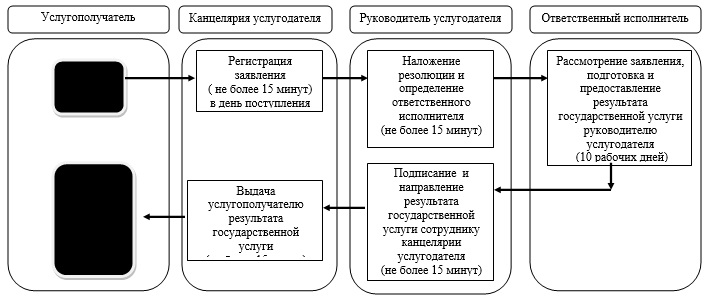 Услугополучатель
Канцелярия услугодателя
Руководитель услугодателя
Ответственный исполнитель
Регистрация
заявления
( не более 15 минут)
в день поступления
Наложение
резолюции и
определение
ответственного
исполнителя
(не более 15 минут)
Рассмотрение заявления,
подготовка и
предоставление
результата
государственной услуги
руководителю
услугодателя
(10 рабочих дней)
Подписание и
направление
результата
государственной
услуги сотруднику
канцелярии
услугодателя
(не более 15 минут)
Выдача
услугополучателю
результата
государственной
услуги